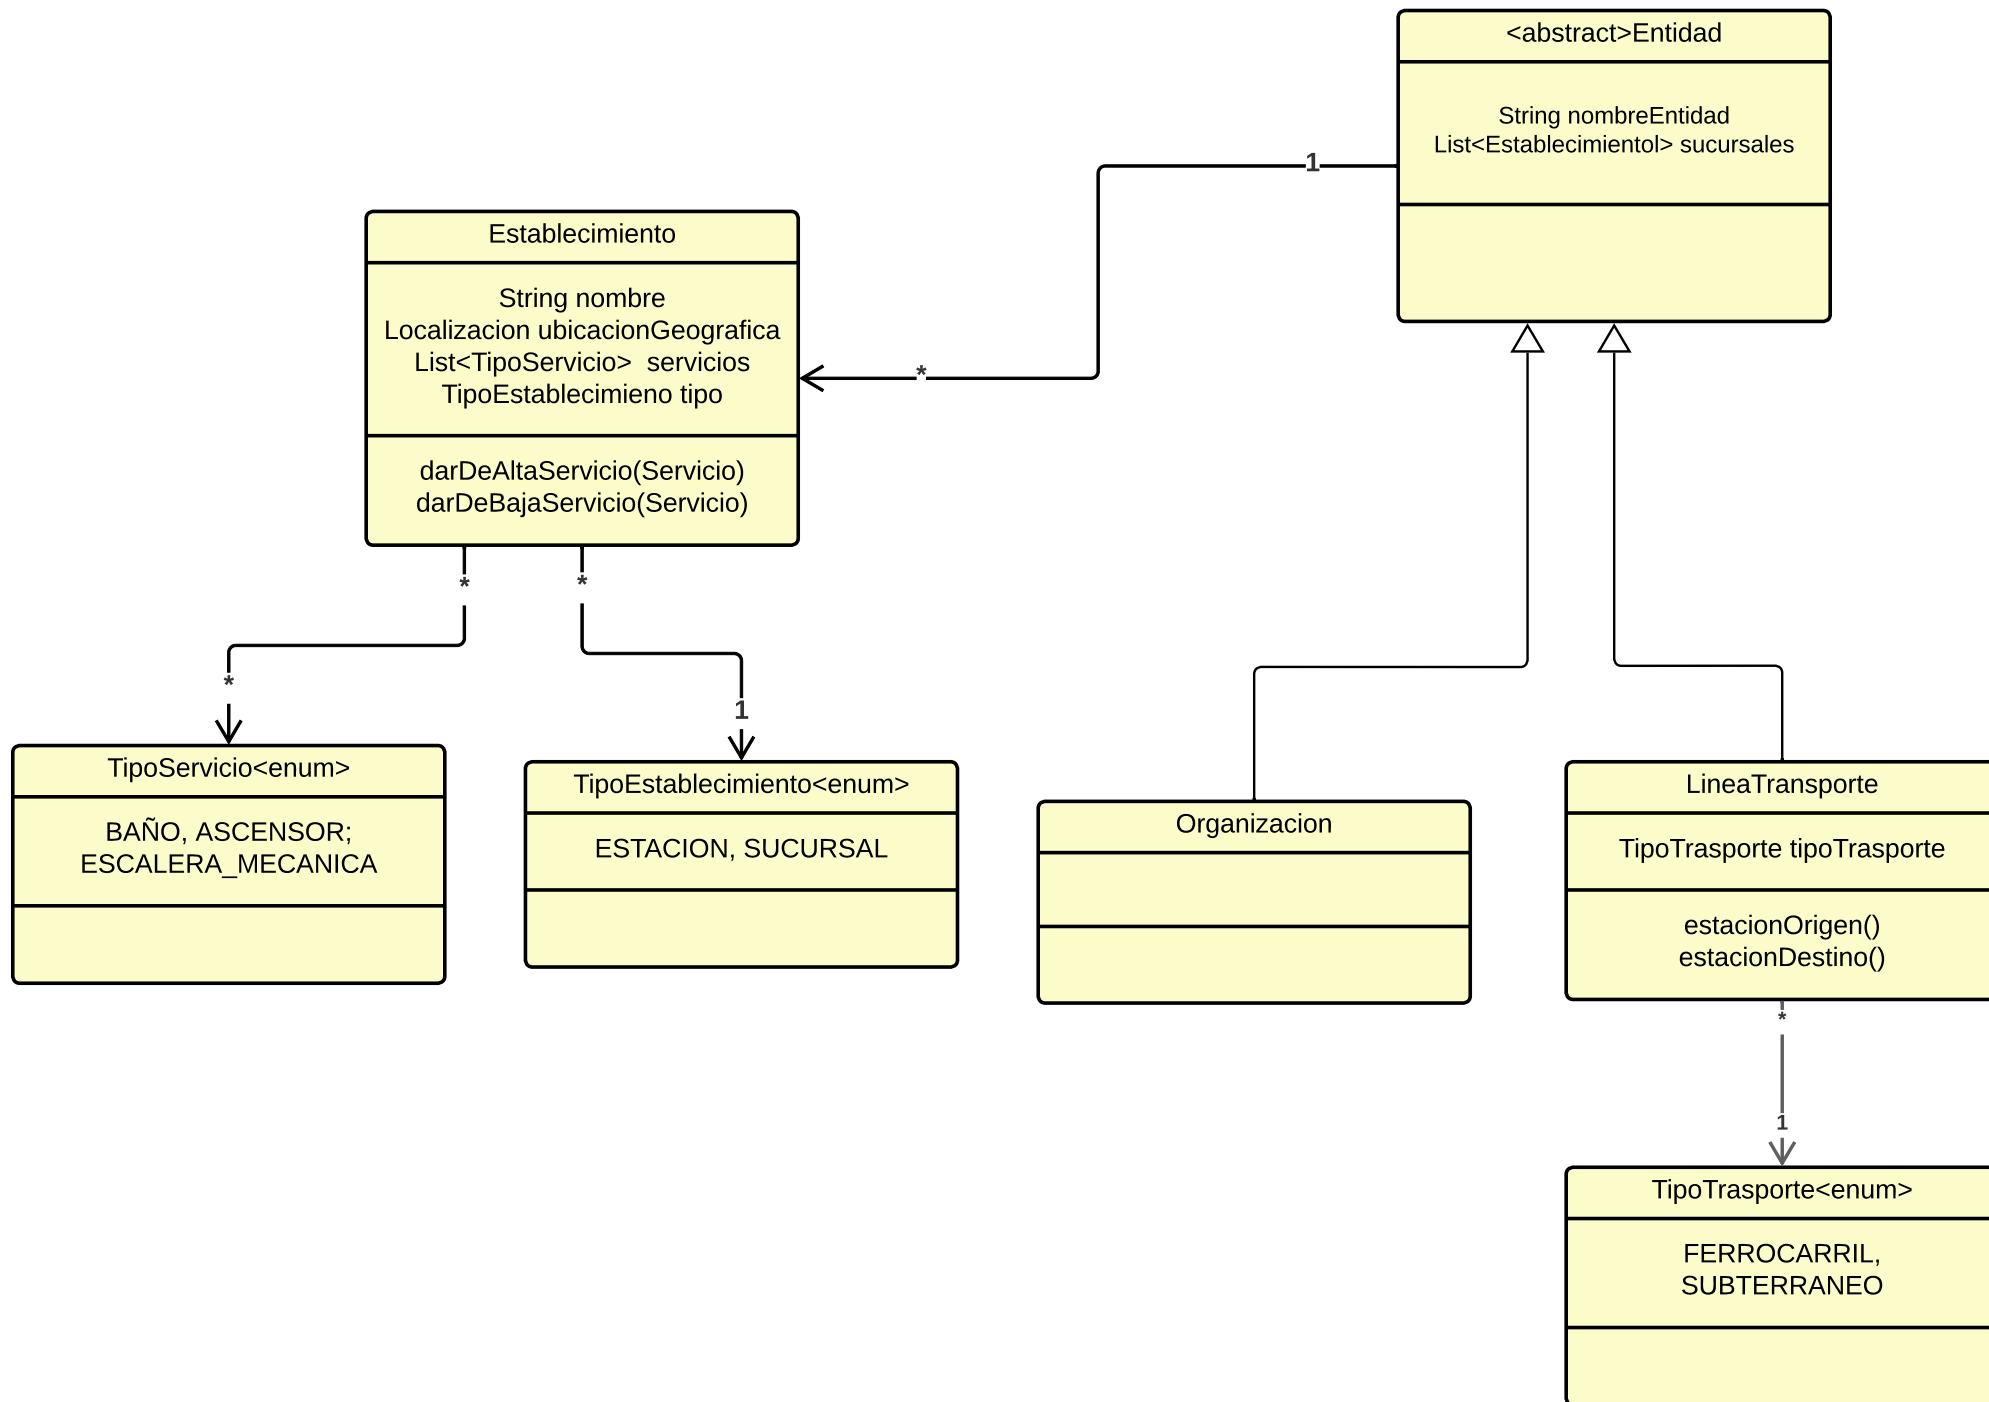 <abstract>Entidad
String nombreEntidad
List<Establecimientol> sucursales
1
*
Establecimiento
String nombre
Localizacion ubicacionGeografica
List<TipoServicio>  servicios
TipoEstablecimieno tipo
darDeAltaServicio(Servicio)
darDeBajaServicio(Servicio)
*
*
*
1
TipoServicio<enum>
BAÑO, ASCENSOR;
ESCALERA_MECANICA
TipoEstablecimiento<enum>
ESTACION, SUCURSAL
Organizacion
LineaTransporte
TipoTrasporte tipoTrasporte
estacionOrigen()
estacionDestino()
*
1
TipoTrasporte<enum>
FERROCARRIL,
SUBTERRANEO